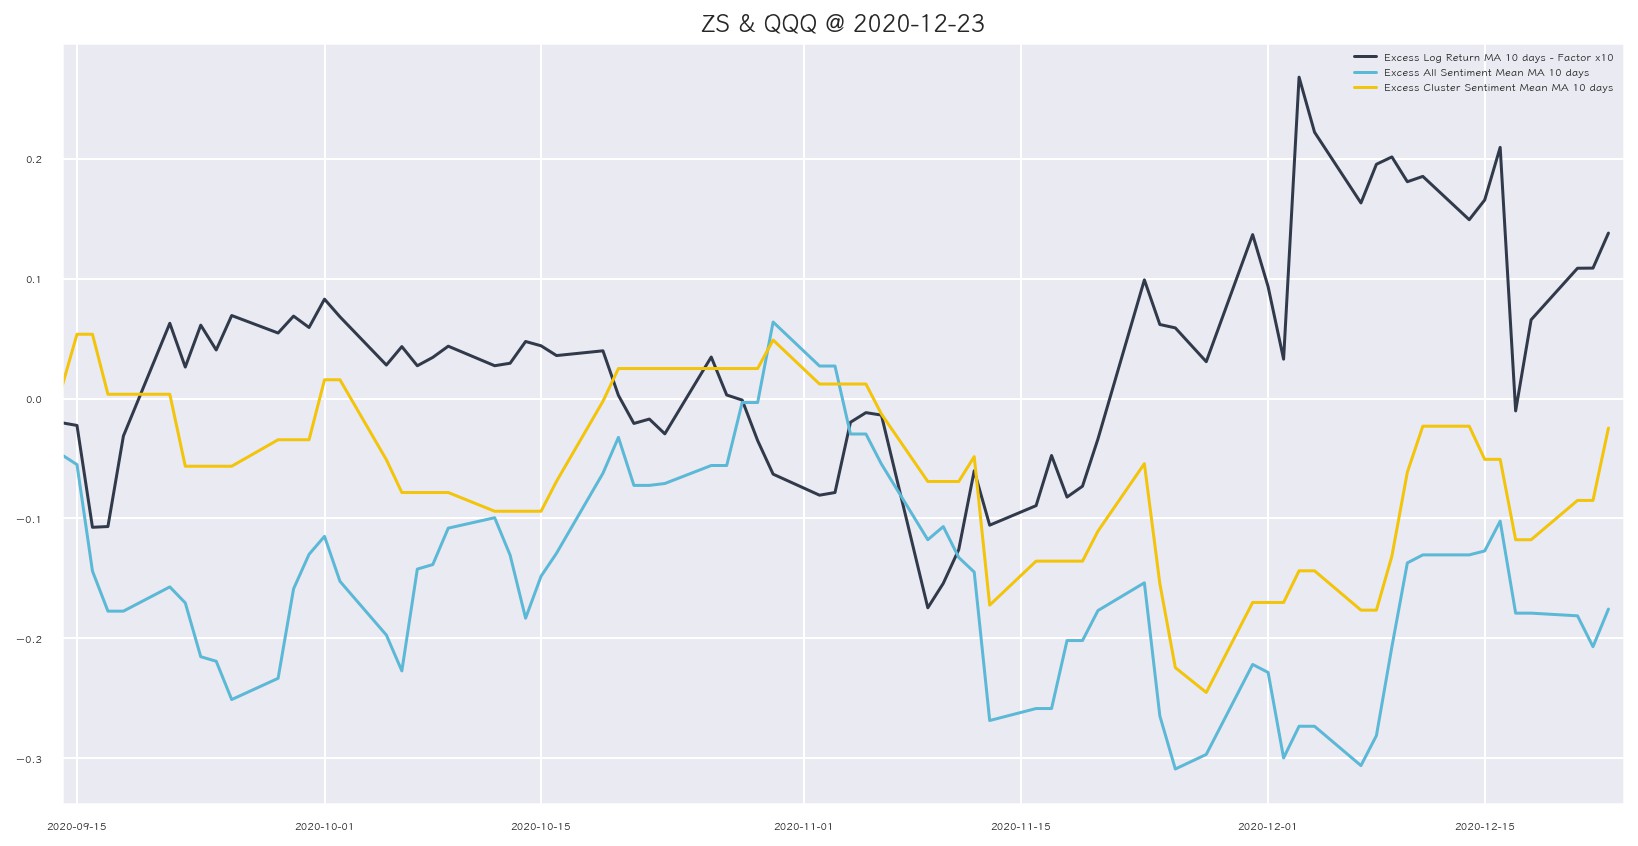 ZS & QQQ @ 2020-12-23
Excess Log Return MA 10 days - Factor x10
Excess All Sentiment Mean MA 10 days
Excess Cluster Sentiment Mean MA 10 days
0.2
0.1
0.0
−0.1
−0.2
−0.3
2020-09-15 2020-10-01 2020-10-15 2020-11-01 2020-11-15 2020-12-01 2020-12-15